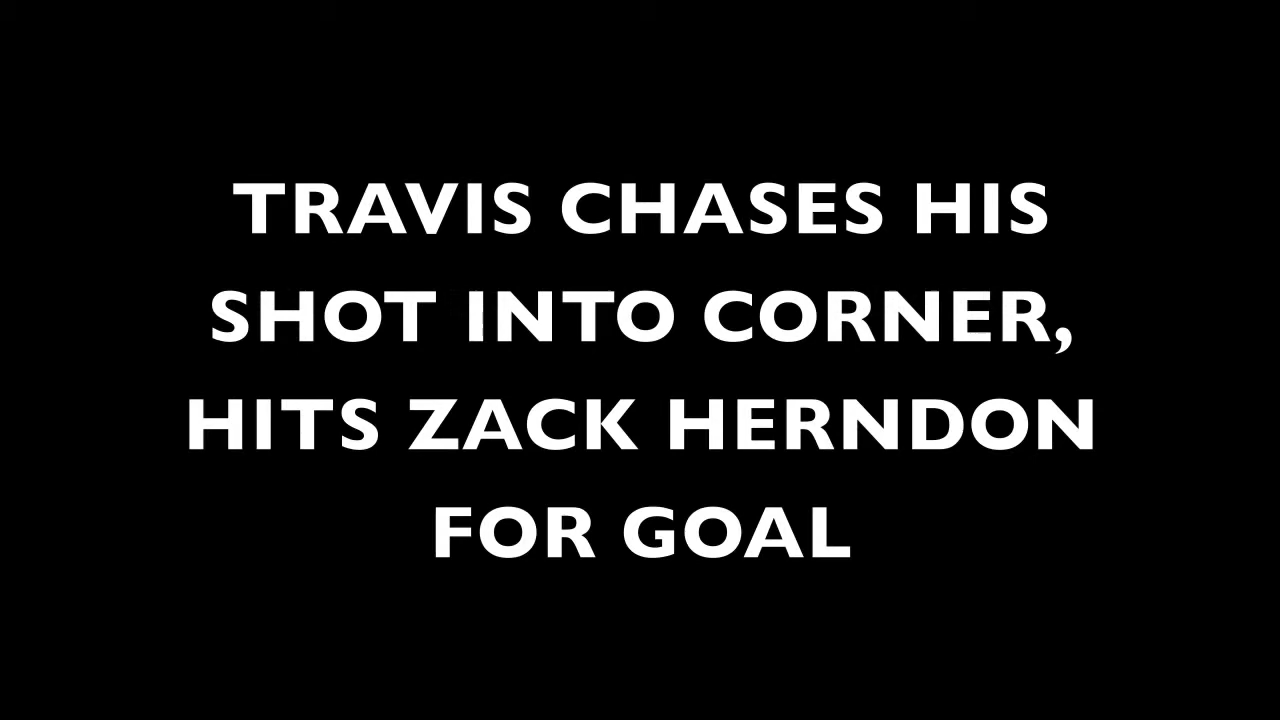 TRAVIS CHASES HIS
SHOT INTO CORNER,
HITS ZACK HERNDON
FOR GOAL